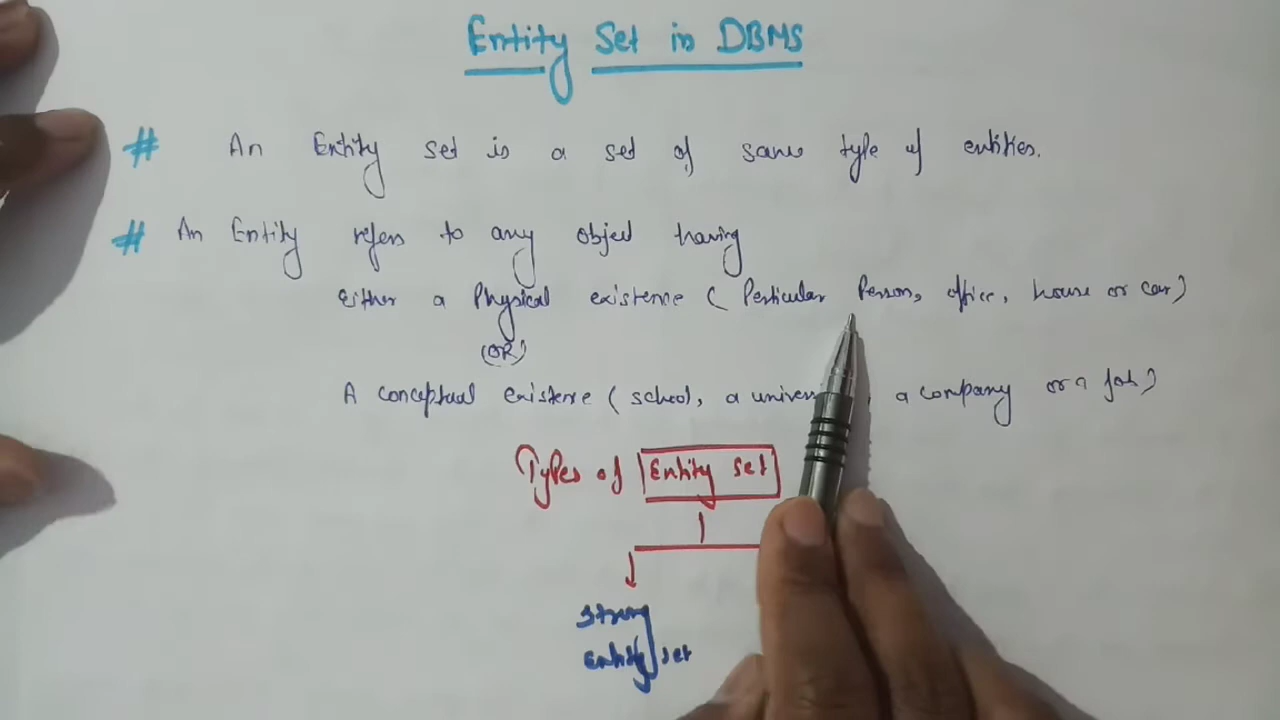 Entity Set in DBMS
# An Entity set is a set of same type of entities.
# An Entity refers to any object having
Either a Physical existence ( Perticular Person, office, house or car )
(OR)
A conceptual existence ( school, a univers , a company or a job )
Types of Entity set
Strong
Entity set